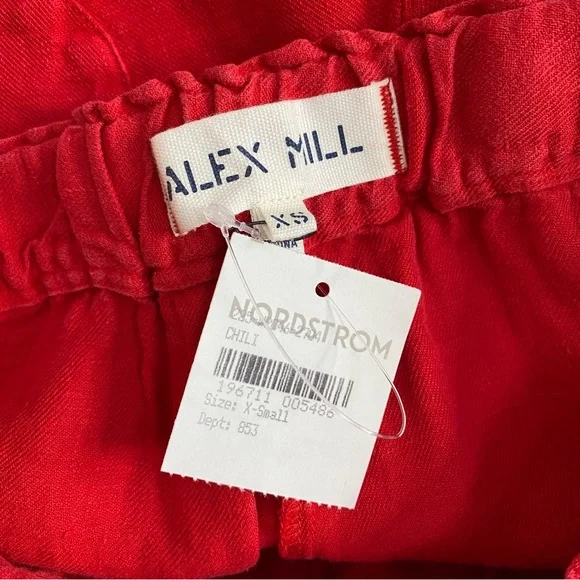 ALEX MILL
XS
NORDSTROM
CHILI
196711 005486
Size: X-Small
Dept: 853